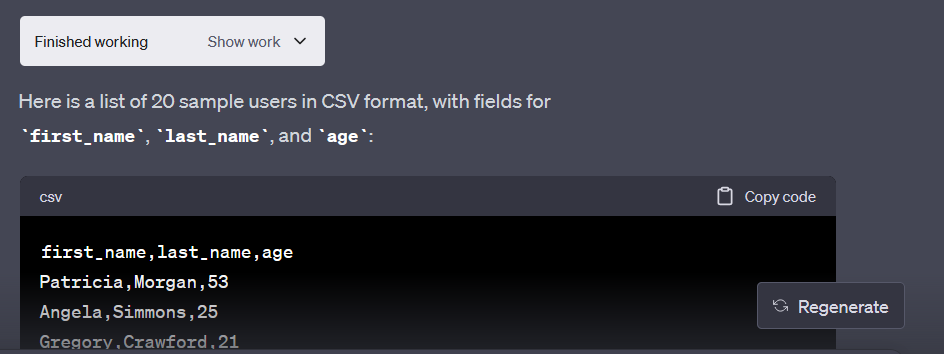 Finished working Show work
Here is a list of 20 sample users in CSV format, with fields for
`first_name`, `last_name`, and `age`:
csv Copy code
first_name,last_name,age
Patricia,Morgan,53
Angela,Simmons,25
Regenerate
Gregory,Crawford,21